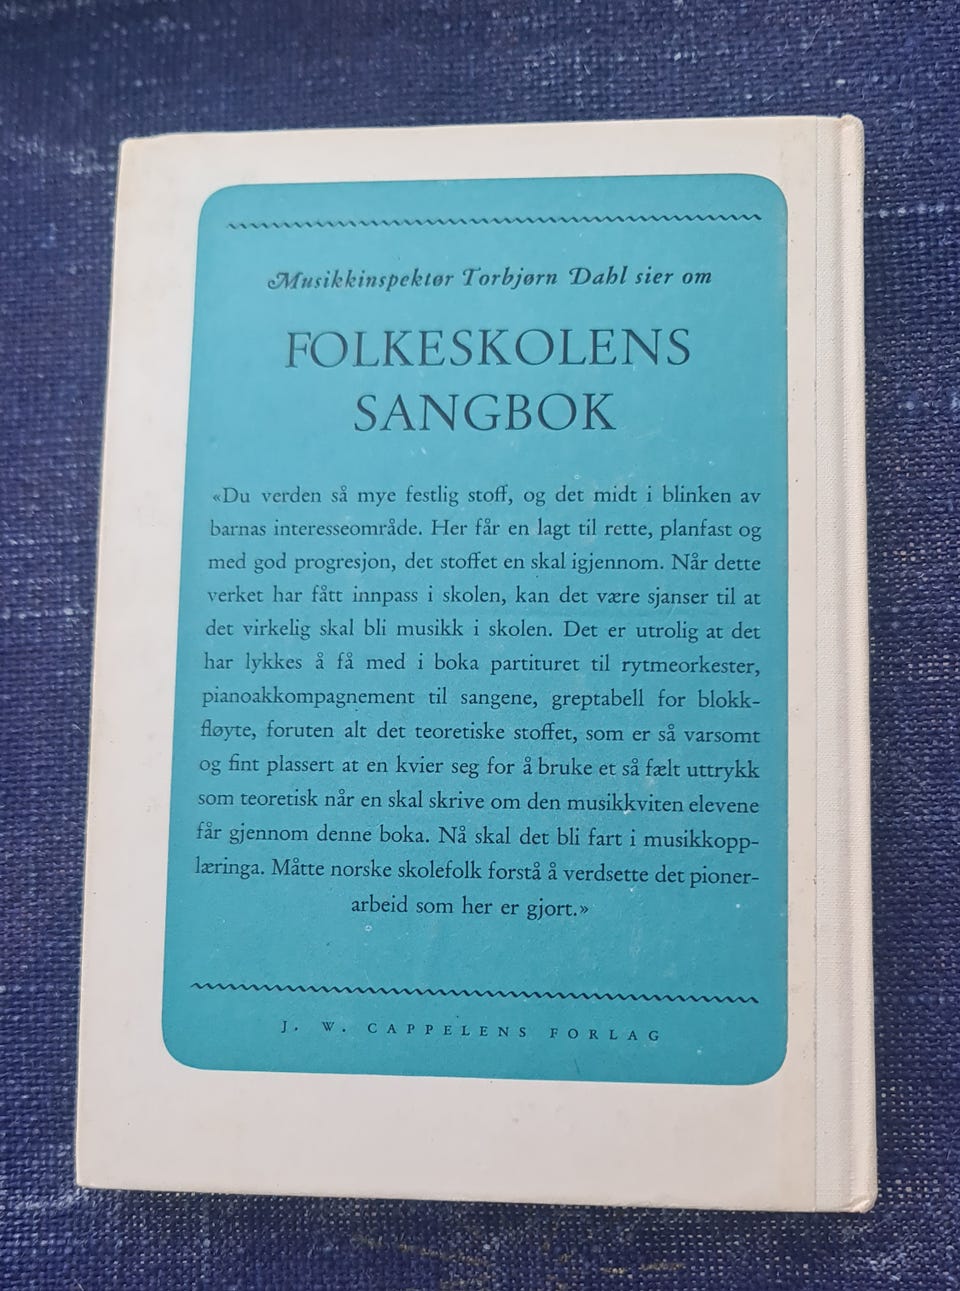 Musikkinspektør Torbjørn Dahl sier om
FOLKESKOLENS
SANGBOK
«Du verden så mye festlig stoff, og det midt i blinken av
barnas interesseområde. Her får en lagt til rette, planfast og
med god progresjon, det stoffet en skal igjennom. Når dette
verket har fått innpass i skolen, kan det være sjanser til at
det virkelig skal bli musikk i skolen. Det er utrolig at det
har lykkes å få med i boka partituret til rytmeorkester,
pianoakkompagnement til sangene, greptabell for blokk-
fløyte, foruten alt det teoretiske stoffet, som er så varsomt
og fint plassert at en kvier seg for å bruke et så fælt uttrykk
som teoretisk når en skal skrive om den musikkviten elevene
får gjennom denne boka. Nå skal det bli fart i musikkopp-
læringa. Måtte norske skolefolk forstå å verdsette det pioner-
arbeid som her er gjort.»
J. W. CAPPELENS FORLAG